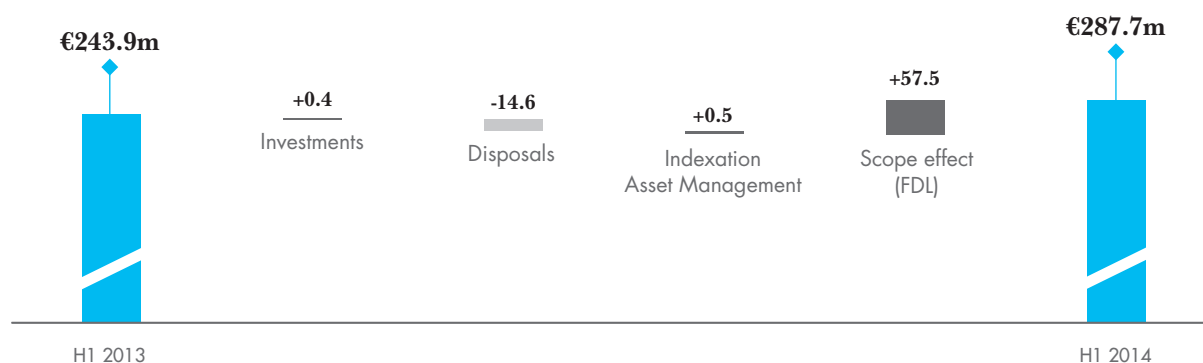 €243.9m
€287.7m
+0.4
Investments
-14.6
Disposals
+0.5
Indexation
Asset Management
+57.5
Scope effect
(FDL)
H1 2013
H1 2014